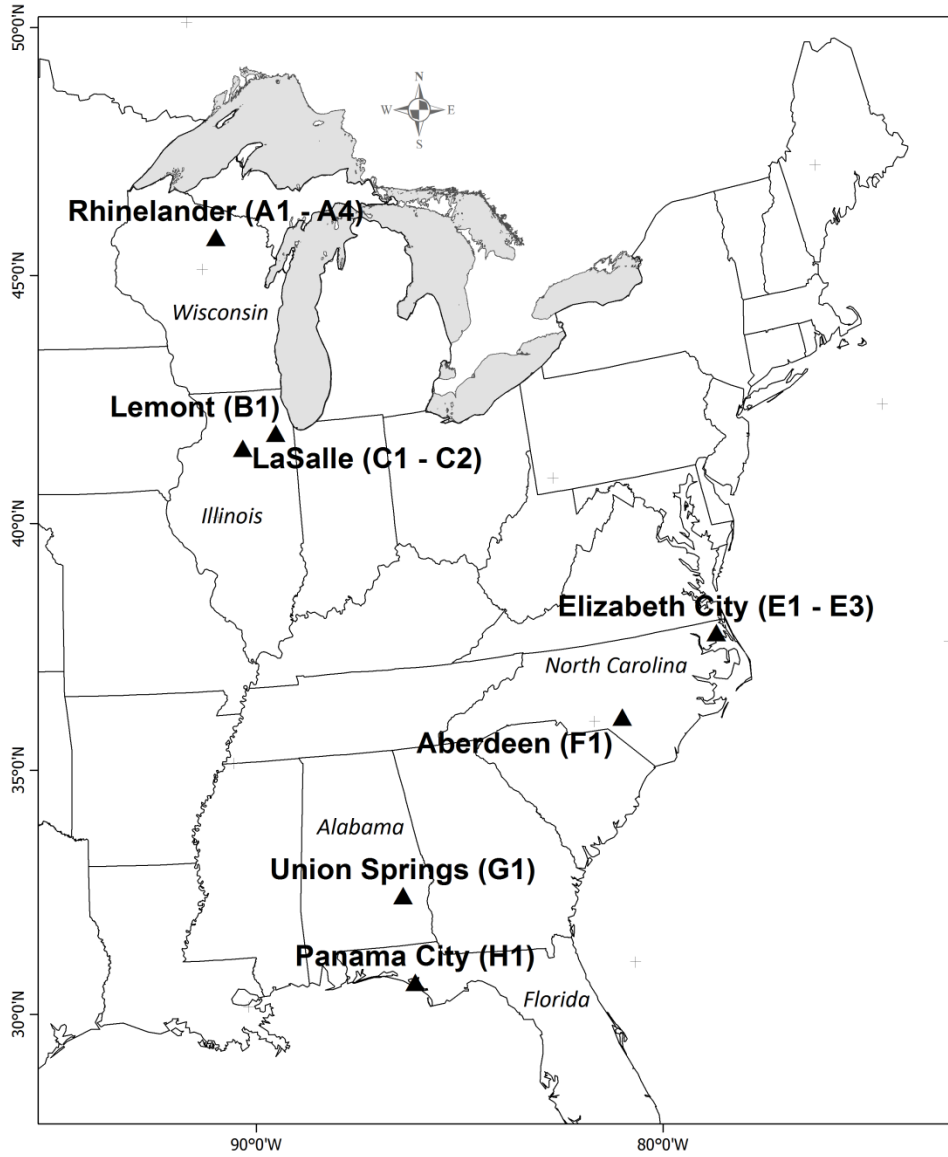 50°0'N
N
W E
S
Rhinelander (A1 - A4)
45°0'N
Wisconsin
Lemont (B1)
LaSalle (C1 - C2)
Illinois
40°0'N
Elizabeth City (E1 - E3)
North Carolina
Aberdeen (F1)
35°0'N
Alabama
Union Springs (G1)
Panama City (H1)
Florida
30°0'N
90°0'W 80°0'W